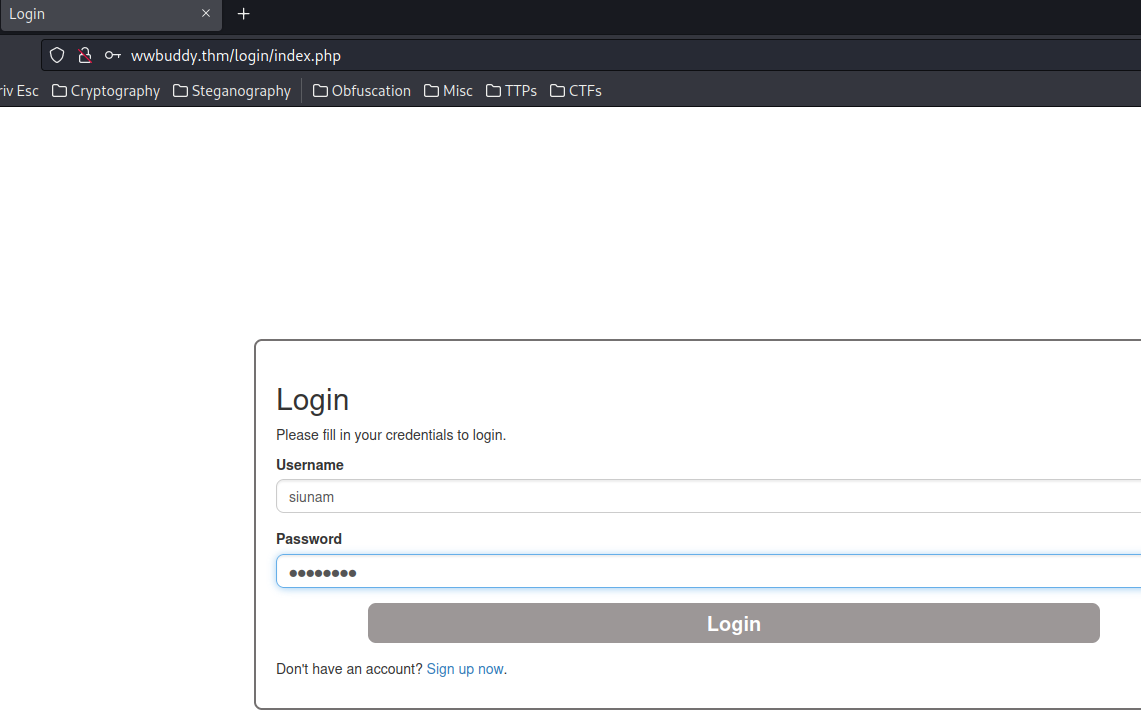 Login
wwbuddy.thm/login/index.php
riv Esc Cryptography Steganography Obfuscation Misc TTPs CTFs
Login
Please fill in your credentials to login.
Username
siunam
Password
Login
Don't have an account? Sign up now.